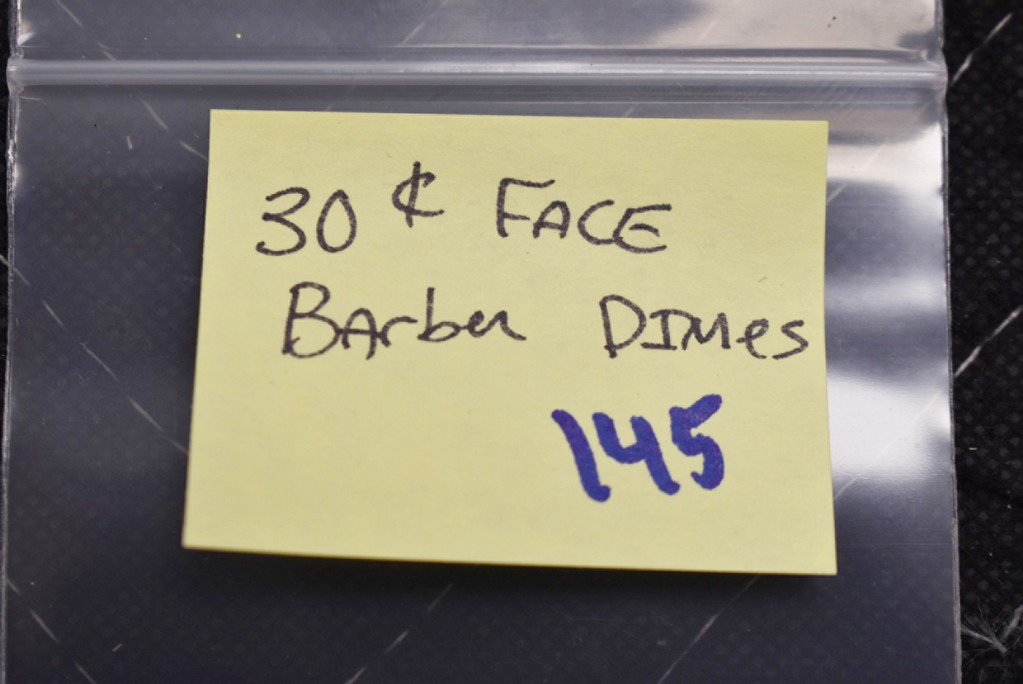 30 ¢ FACE
BArber DIMes
145